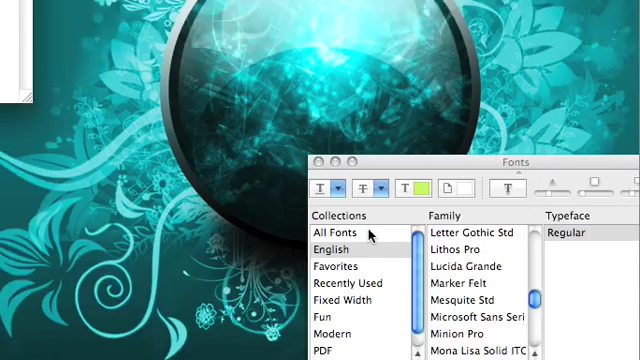 Fonts
T T T T
Collections Family Typeface
All Fonts Letter Gothic Std Regular
English Lithos Pro
Favorites Lucida Grande
Recently Used Marker Felt
Fixed Width Mesquite Std
Fun Microsoft Sans Seri
Modern Minion Pro
PDF Mona Lisa Solid ITC